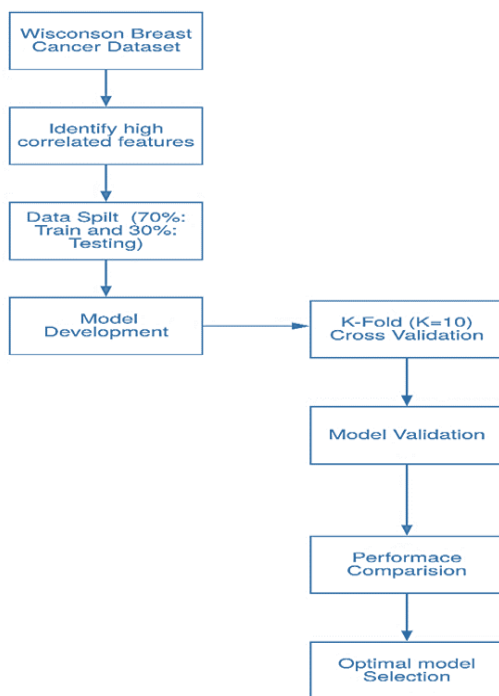 Wisconson Breast
Cancer Dataset
Identify high
correlated features
Data Spilt (70%:
Train and 30%:
Testing)
Model
Development
K-Fold (K=10)
Cross Validation
Model Validation
Performace
Comparision
Optimal model
Selection